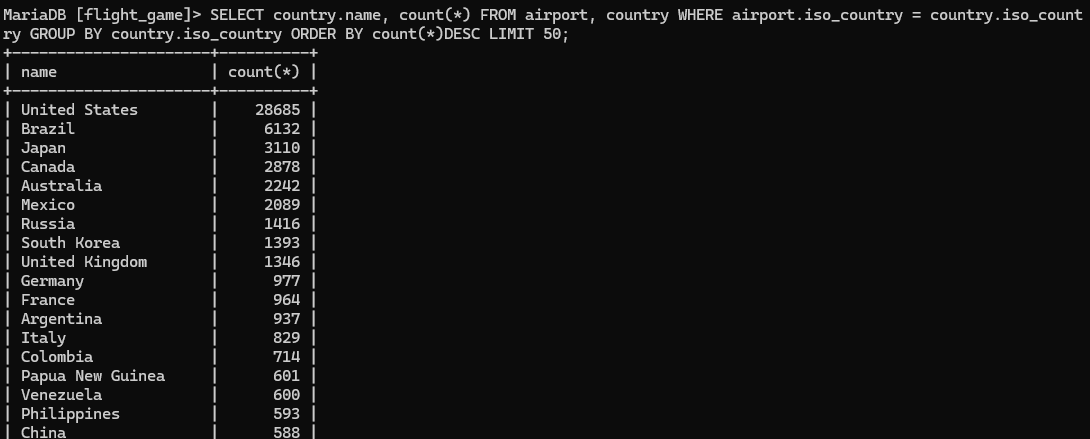 MariaDB [flight_game]> SELECT country.name, count(*) FROM airport, country WHERE airport.iso_country = country.iso_count
ry GROUP BY country.iso_country ORDER BY count(*)DESC LIMIT 50;
+----------------------+----------+
| name                 | count(*) |
+----------------------+----------+
| United States        |    28685 |
| Brazil               |     6132 |
| Japan                |     3110 |
| Canada               |     2878 |
| Australia            |     2242 |
| Mexico               |     2089 |
| Russia               |     1416 |
| South Korea          |     1393 |
| United Kingdom       |     1346 |
| Germany              |      977 |
| France               |      964 |
| Argentina            |      937 |
| Italy                |      829 |
| Colombia             |      714 |
| Papua New Guinea     |      601 |
| Venezuela            |      600 |
| Philippines          |      593 |
| China                |      588 |